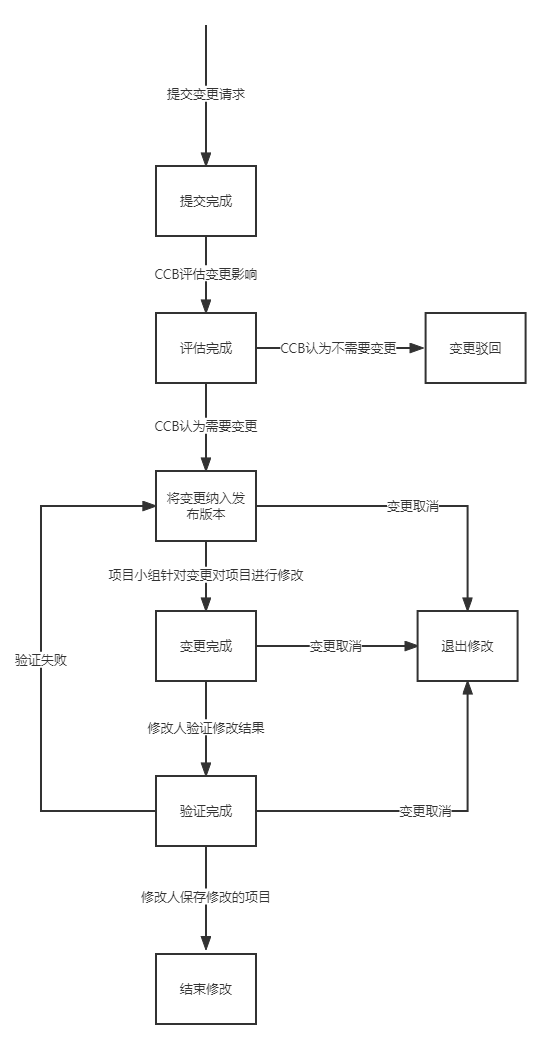 提交变更请求
提交完成
CCB评估变更影响
评估完成
CCB认为不需要变更
变更驳回
CCB认为需要变更
将变更纳入发
布版本
变更取消
项目小组针对变更对项目进行修改
变更完成
变更取消
退出修改
验证失败
修改人验证修改结果
验证完成
变更取消
修改人保存修改的项目
结束修改